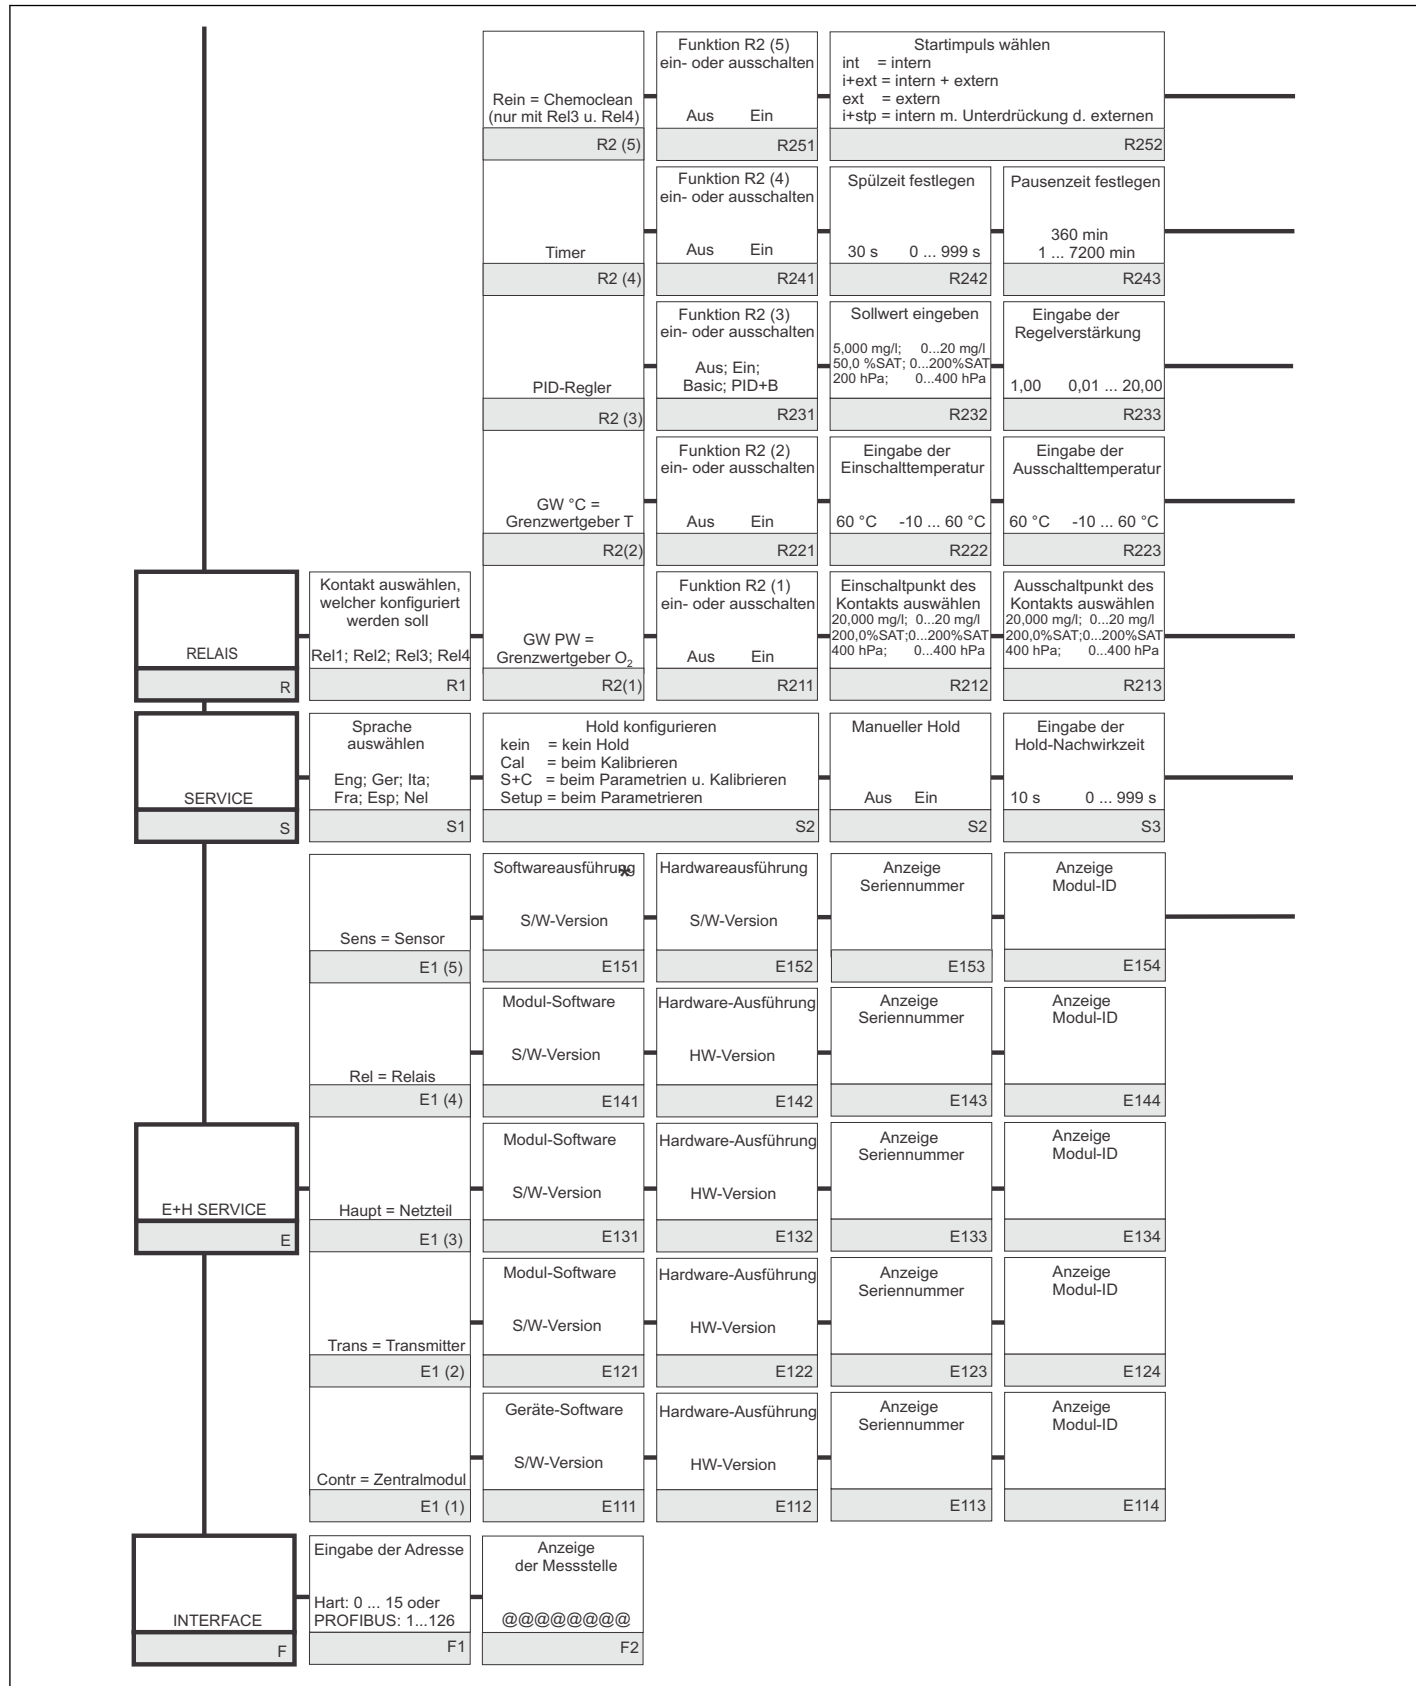 Rein = Chemoclean
(nur mit Rel3 u. Rel4)
R2 (5)
Funktion R2 (5)
ein- oder ausschalten
Aus Ein
R251
Startimpuls wählen
int = intern
i+ext = intern + extern
ext = extern
i+stp = intern m. Unterdrückung d. externen
R252
Timer
R2 (4)
Funktion R2 (4)
ein- oder ausschalten
Aus Ein
R241
Spülzeit festlegen
30 s 0 ... 999 s
R242
Pausenzeit festlegen
360 min
1 ... 7200 min
R243
PID-Regler
R2 (3)
Funktion R2 (3)
ein- oder ausschalten
Aus; Ein;
Basic; PID+B
R231
Sollwert eingeben
5,000 mg/l; 0...20 mg/l
50,0 %SAT; 0...200%SAT
200 hPa; 0...400 hPa
R232
Eingabe der
Regelverstärkung
1,00 0,01 ... 20,00
R233
GW °C =
Grenzwertgeber T
R2(2)
Funktion R2 (2)
ein- oder ausschalten
Aus Ein
R221
Eingabe der
Einschalttemperatur
60 °C -10 ... 60 °C
R222
Eingabe der
Ausschalttemperatur
60 °C -10 ... 60 °C
R223
RELAIS
R
Kontakt auswählen,
welcher konfiguriert
werden soll
Rel1; Rel2; Rel3; Rel4
R1
GW PW =
Grenzwertgeber O₂
R2(1)
Funktion R2 (1)
ein- oder ausschalten
Aus Ein
R211
Einschaltpunkt des
Kontakts auswählen
20,000 mg/l; 0...20 mg/l
200,0%SAT;0...200%SAT
400 hPa; 0...400 hPa
R212
Ausschaltpunkt des
Kontakts auswählen
20,000 mg/l; 0...20 mg/l
200,0%SAT;0...200%SAT
400 hPa; 0...400 hPa
R213
SERVICE
S
Sprache
auswählen
Eng; Ger; Ita;
Fra; Esp; Nel
S1
Hold konfigurieren
kein = kein Hold
Cal = beim Kalibrieren
S+C = beim Parametrien u. Kalibrieren
Setup = beim Parametrieren
S2
Manueller Hold
Aus Ein
S2
Eingabe der
Hold-Nachwirkzeit
10 s 0 ... 999 s
S3
Sens = Sensor
E1 (5)
Softwareausführung*
S/W-Version
E151
Hardwareausführung
S/W-Version
E152
Anzeige
Seriennummer
E153
Anzeige
Modul-ID
E154
Rel = Relais
E1 (4)
Modul-Software
S/W-Version
E141
Hardware-Ausführung
HW-Version
E142
Anzeige
Seriennummer
E143
Anzeige
Modul-ID
E144
E+H SERVICE
E
Haupt = Netzteil
E1 (3)
Modul-Software
S/W-Version
E131
Hardware-Ausführung
HW-Version
E132
Anzeige
Seriennummer
E133
Anzeige
Modul-ID
E134
Trans = Transmitter
E1 (2)
Modul-Software
S/W-Version
E121
Hardware-Ausführung
HW-Version
E122
Anzeige
Seriennummer
E123
Anzeige
Modul-ID
E124
Contr = Zentralmodul
E1 (1)
Geräte-Software
S/W-Version
E111
Hardware-Ausführung
HW-Version
E112
Anzeige
Seriennummer
E113
Anzeige
Modul-ID
E114
INTERFACE
F
Eingabe der Adresse
Hart: 0 ... 15 oder
PROFIBUS: 1...126
F1
Anzeige
der Messstelle
@@@@@@@@
F2